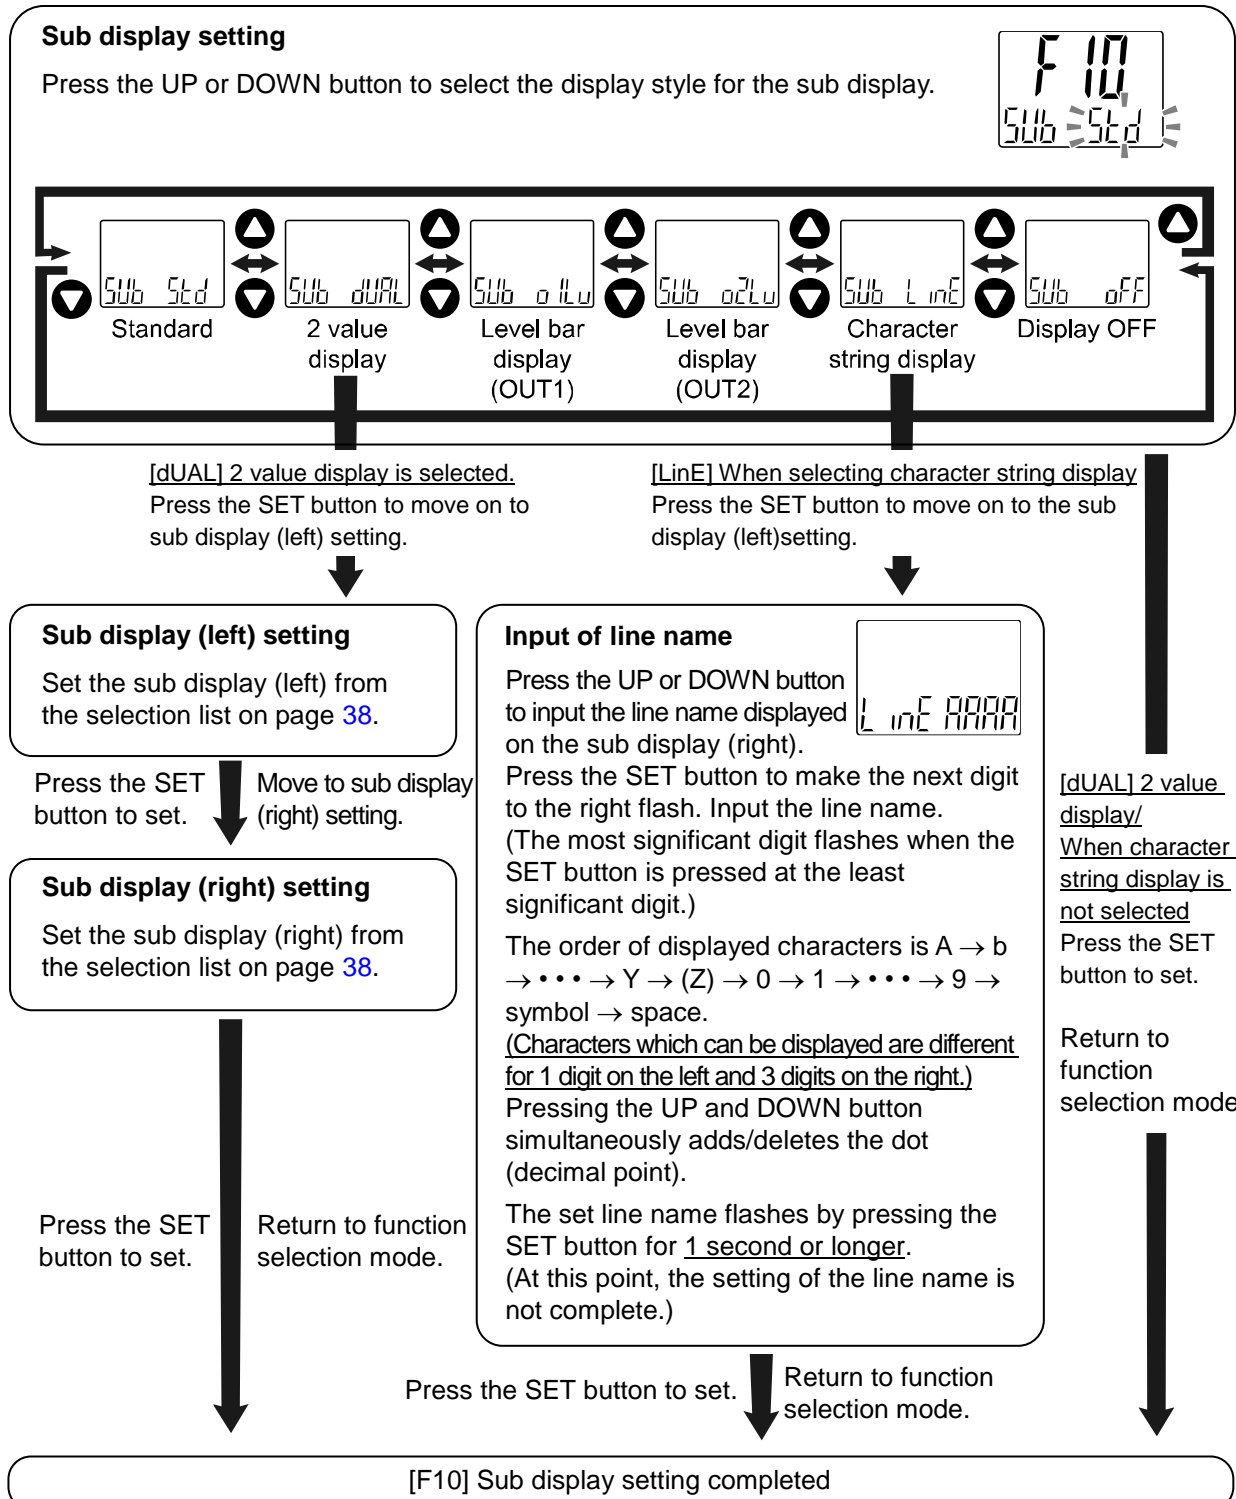 Sub display setting
Press the UP or DOWN button to select the display style for the sub display.
F 10
SUb Std
SUb Std
SUb dUAL
SUb o1Lv
SUb o2Lv
SUb LinE
SUb oFF
Standard
2 value
display
Level bar
display
(OUT1)
Level bar
display
(OUT2)
Character
string display
Display OFF
[dUAL] 2 value display is selected.
Press the SET button to move on to
sub display (left) setting.
[LinE] When selecting character string display
Press the SET button to move on to the sub
display (left)setting.
Sub display (left) setting
Set the sub display (left) from
the selection list on page 38.
Press the SET
button to set.
Move to sub display
(right) setting.
Sub display (right) setting
Set the sub display (right) from
the selection list on page 38.
Press the SET
button to set.
Return to function
selection mode.
Input of line name
LinE AAAA
Press the UP or DOWN button
to input the line name displayed
on the sub display (right).
Press the SET button to make the next digit
to the right flash. Input the line name.
(The most significant digit flashes when the
SET button is pressed at the least
significant digit.)
The order of displayed characters is A → b
→ • • • → Y → (Z) → 0 → 1 → • • • → 9 →
symbol → space.
(Characters which can be displayed are different
for 1 digit on the left and 3 digits on the right.)
Pressing the UP and DOWN button
simultaneously adds/deletes the dot
(decimal point).
The set line name flashes by pressing the
SET button for 1 second or longer.
(At this point, the setting of the line name is
not complete.)
Press the SET button to set.
Return to function
selection mode.
[dUAL] 2 value
display/
When character
string display is
not selected
Press the SET
button to set.
Return to
function
selection mode
[F10] Sub display setting completed